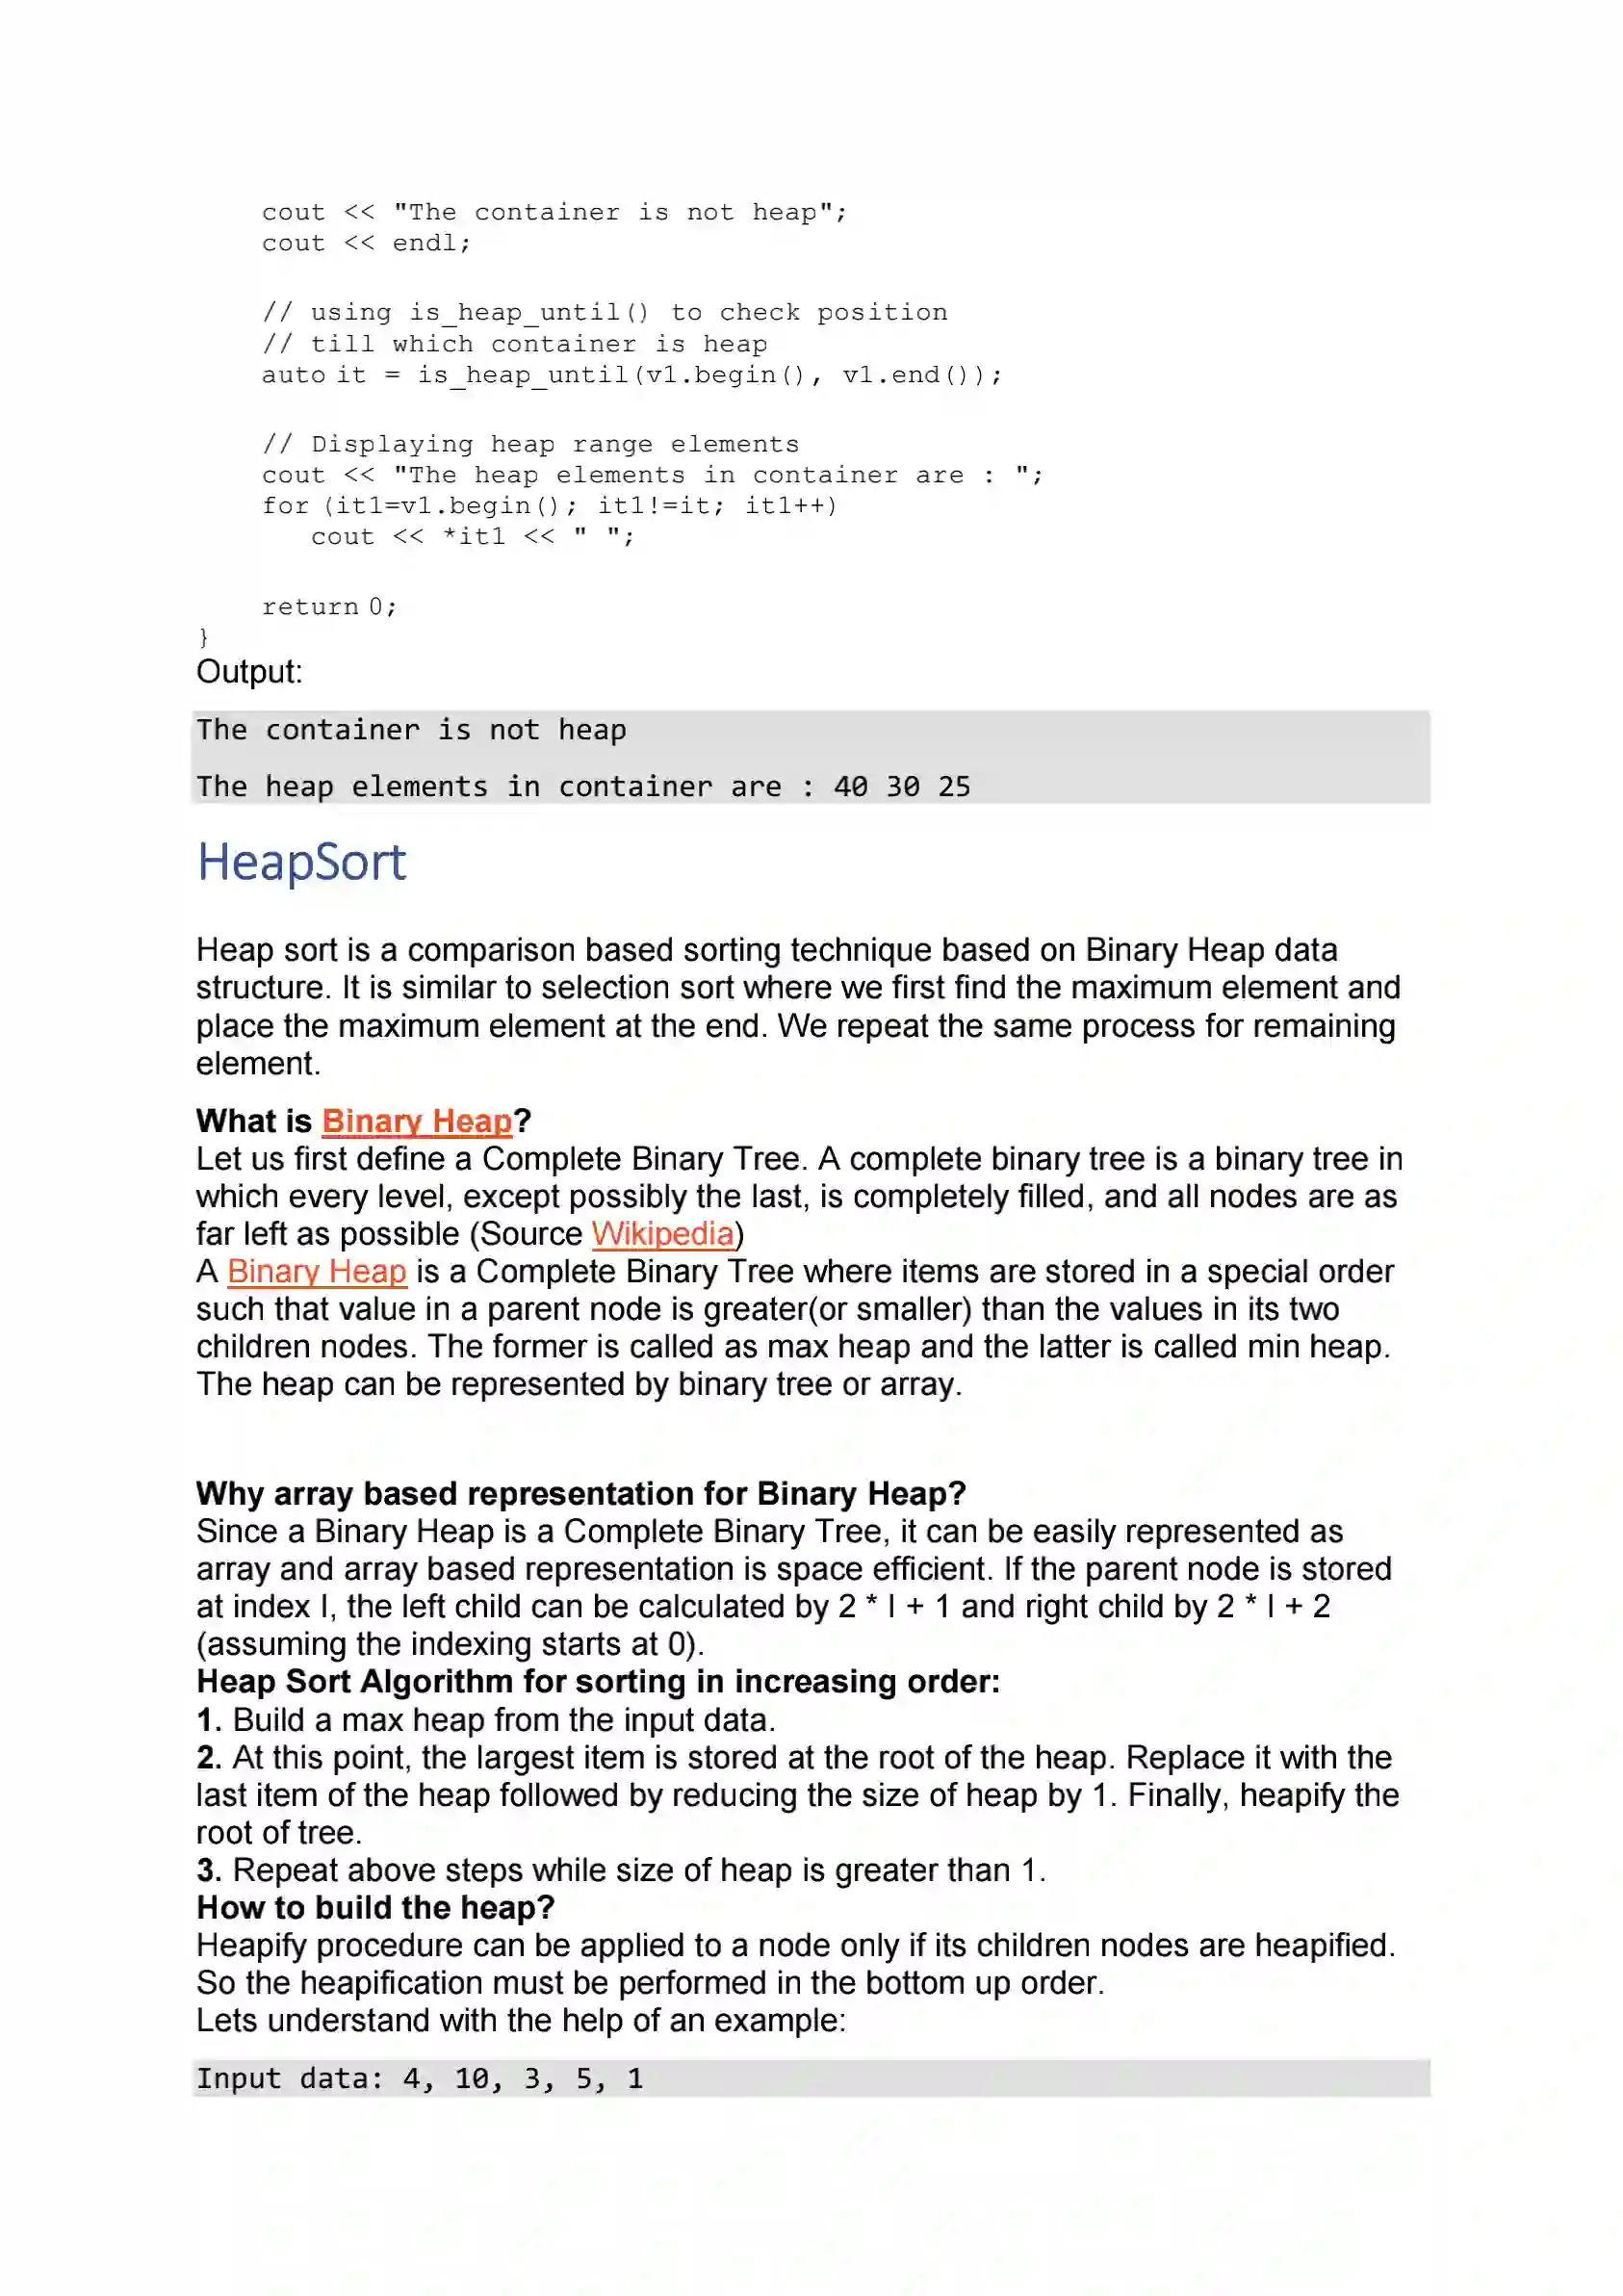 cout << "The container is not heap";
cout << endl;
// using is_heap_until() to check position
// till which container is heap
auto it = is_heap_until(v1.begin(), v1.end());
// Displaying heap range elements
cout << "The heap elements in container are : ";
for (it1=v1.begin(); it1!=it; it1++)
cout << *it1 << " ";
return 0;
}
Output:
The container is not heap
The heap elements in container are : 40 30 25
HeapSort
Heap sort is a comparison based sorting technique based on Binary Heap data
structure. It is similar to selection sort where we first find the maximum element and
place the maximum element at the end. We repeat the same process for remaining
element.
What is Binary Heap?
Let us first define a Complete Binary Tree. A complete binary tree is a binary tree in
which every level, except possibly the last, is completely filled, and all nodes are as
far left as possible (Source Wikipedia)
A Binary Heap is a Complete Binary Tree where items are stored in a special order
such that value in a parent node is greater(or smaller) than the values in its two
children nodes. The former is called as max heap and the latter is called min heap.
The heap can be represented by binary tree or array.
Why array based representation for Binary Heap?
Since a Binary Heap is a Complete Binary Tree, it can be easily represented as
array and array based representation is space efficient. If the parent node is stored
at index I, the left child can be calculated by 2 * I + 1 and right child by 2 * I + 2
(assuming the indexing starts at 0).
Heap Sort Algorithm for sorting in increasing order:
1. Build a max heap from the input data.
2. At this point, the largest item is stored at the root of the heap. Replace it with the
last item of the heap followed by reducing the size of heap by 1. Finally, heapify the
root of tree.
3. Repeat above steps while size of heap is greater than 1.
How to build the heap?
Heapify procedure can be applied to a node only if its children nodes are heapified.
So the heapification must be performed in the bottom up order.
Lets understand with the help of an example:
Input data: 4, 10, 3, 5, 1